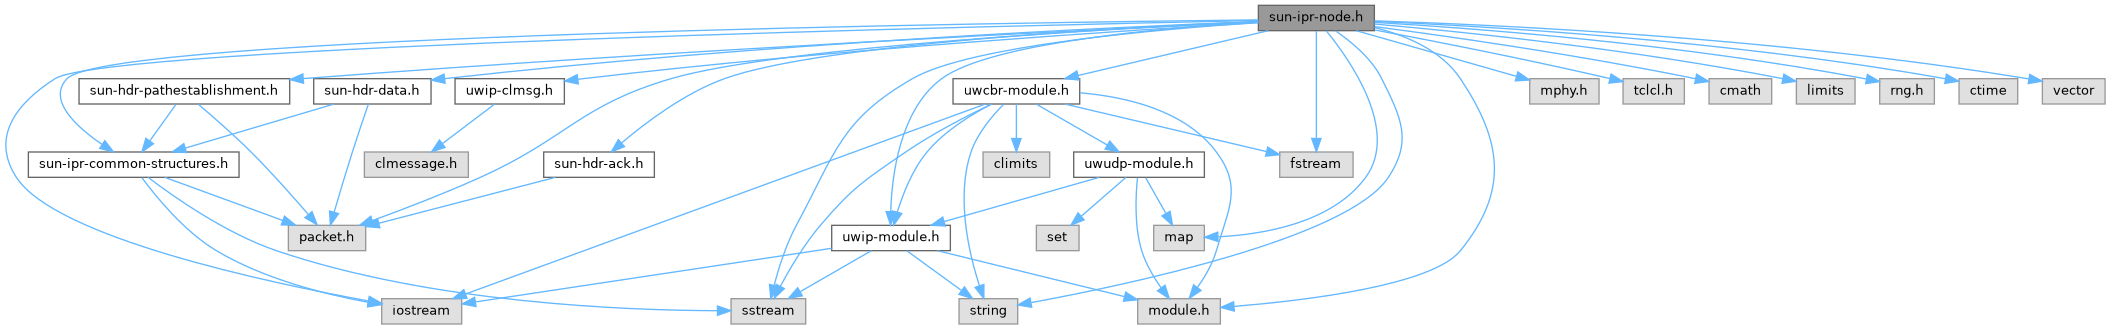 sun-ipr-node.h
sun-hdr-pathestablishment.h
sun-hdr-data.h
uwip-clmsg.h
uwcbr-module.h
mphy.h
tclcl.h
cmath
limits
rng.h
ctime
vector
sun-ipr-common-structures.h
clmessage.h
sun-hdr-ack.h
climits
uwudp-module.h
fstream
packet.h
uwip-module.h
set
map
iostream
sstream
string
module.h